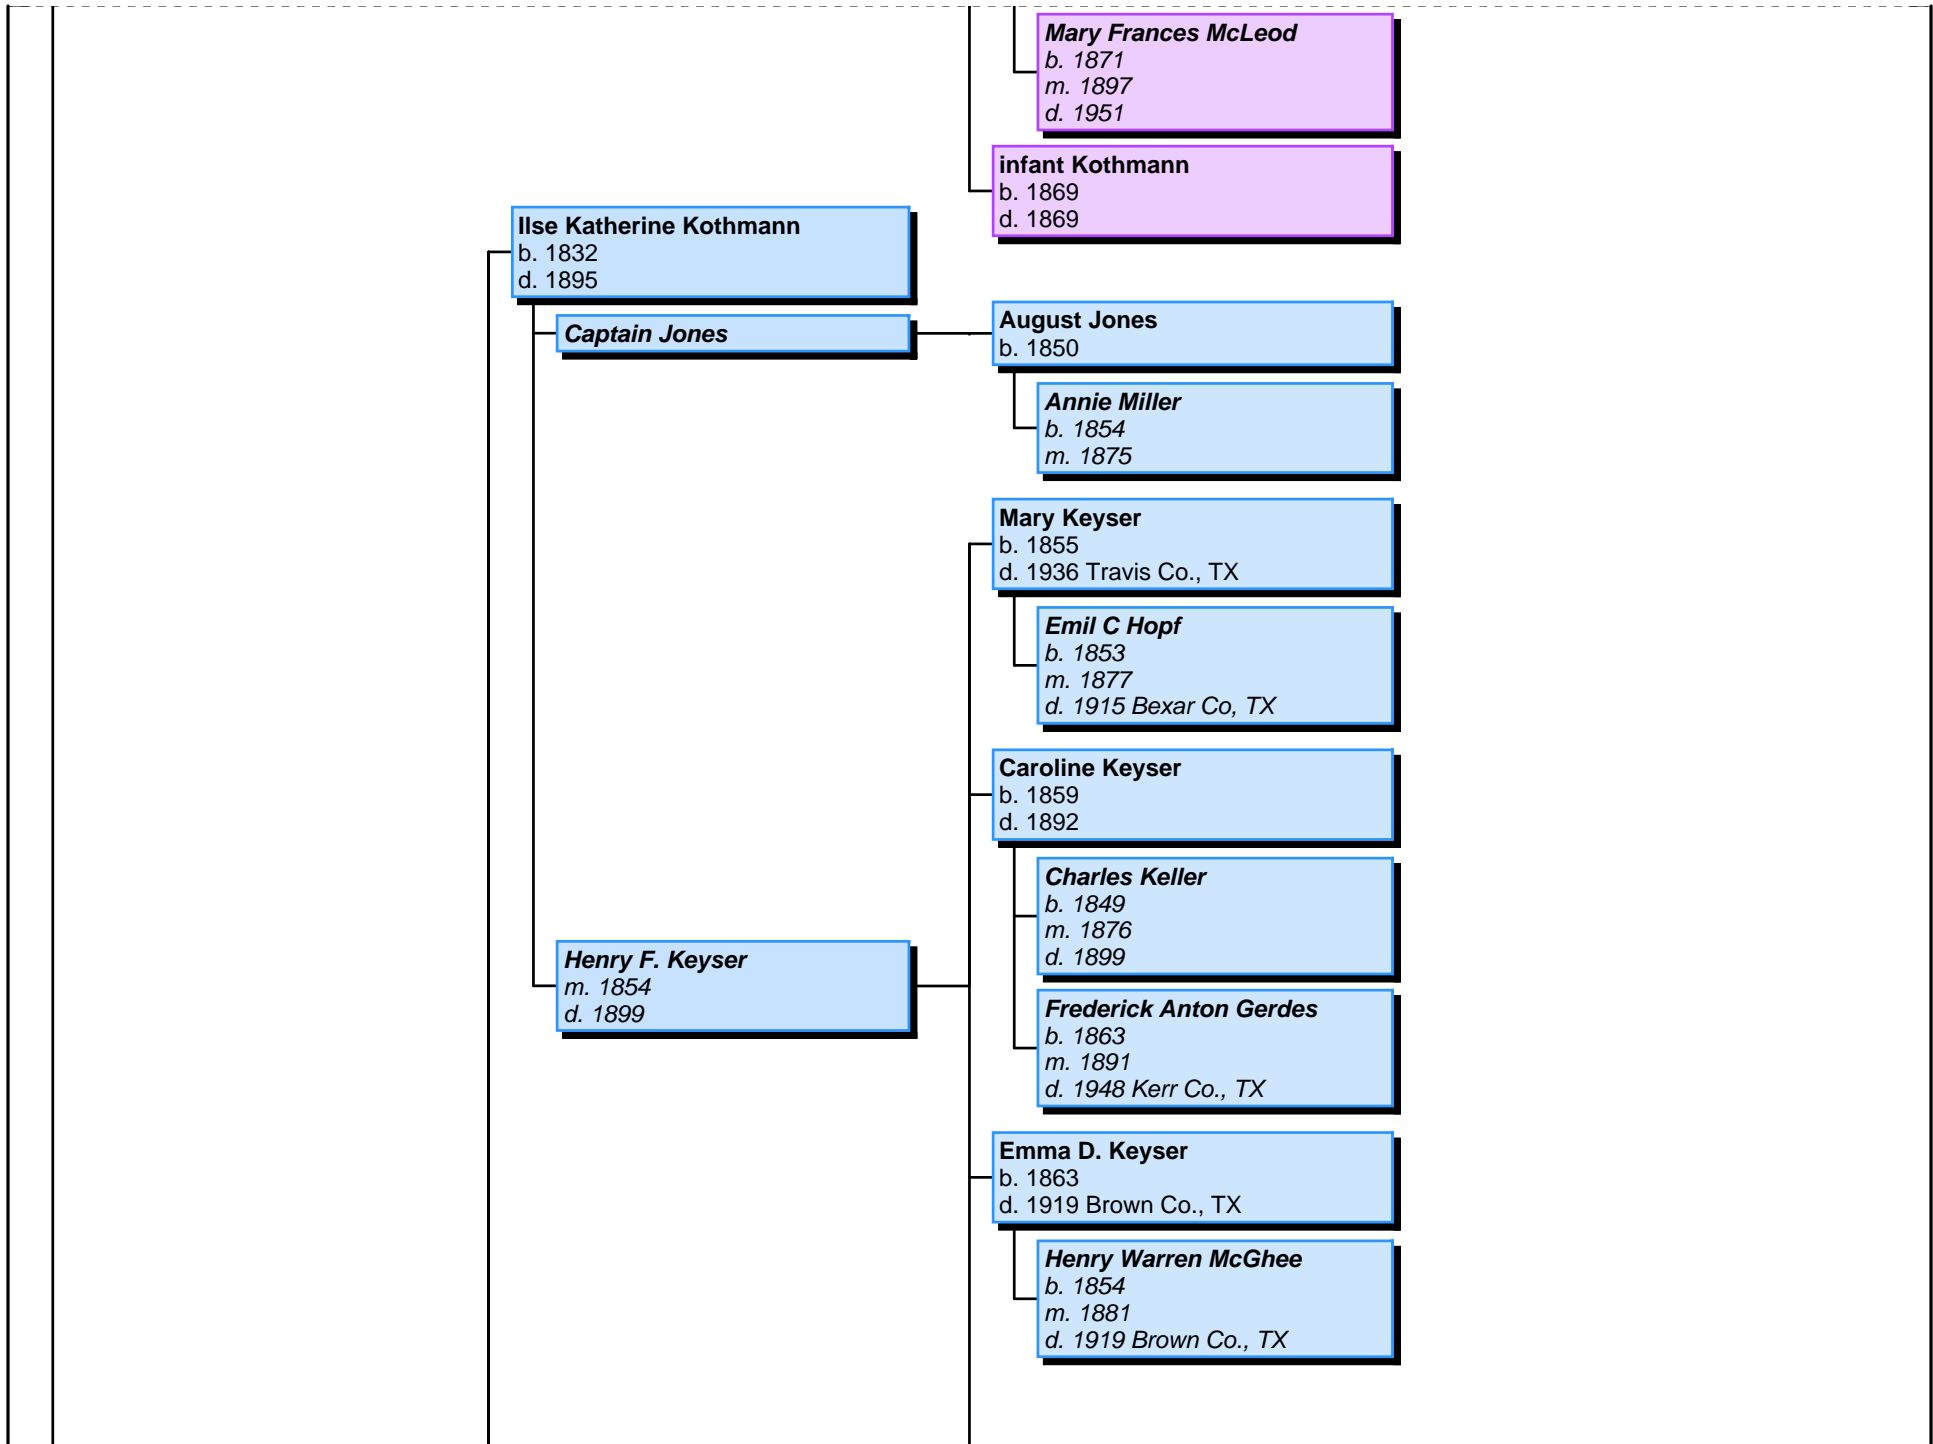 Mary Frances McLeod
b. 1871
m. 1897
d. 1951
infant Kothmann
b. 1869
d. 1869
Ilse Katherine Kothmann
b. 1832
d. 1895
Captain Jones
August Jones
b. 1850
Annie Miller
b. 1854
m. 1875
Mary Keyser
b. 1855
d. 1936 Travis Co., TX
Emil C Hopf
b. 1853
m. 1877
d. 1915 Bexar Co, TX
Caroline Keyser
b. 1859
d. 1892
Charles Keller
b. 1849
m. 1876
d. 1899
Henry F. Keyser
m. 1854
d. 1899
Frederick Anton Gerdes
b. 1863
m. 1891
d. 1948 Kerr Co., TX
Emma D. Keyser
b. 1863
d. 1919 Brown Co., TX
Henry Warren McGhee
b. 1854
m. 1881
d. 1919 Brown Co., TX